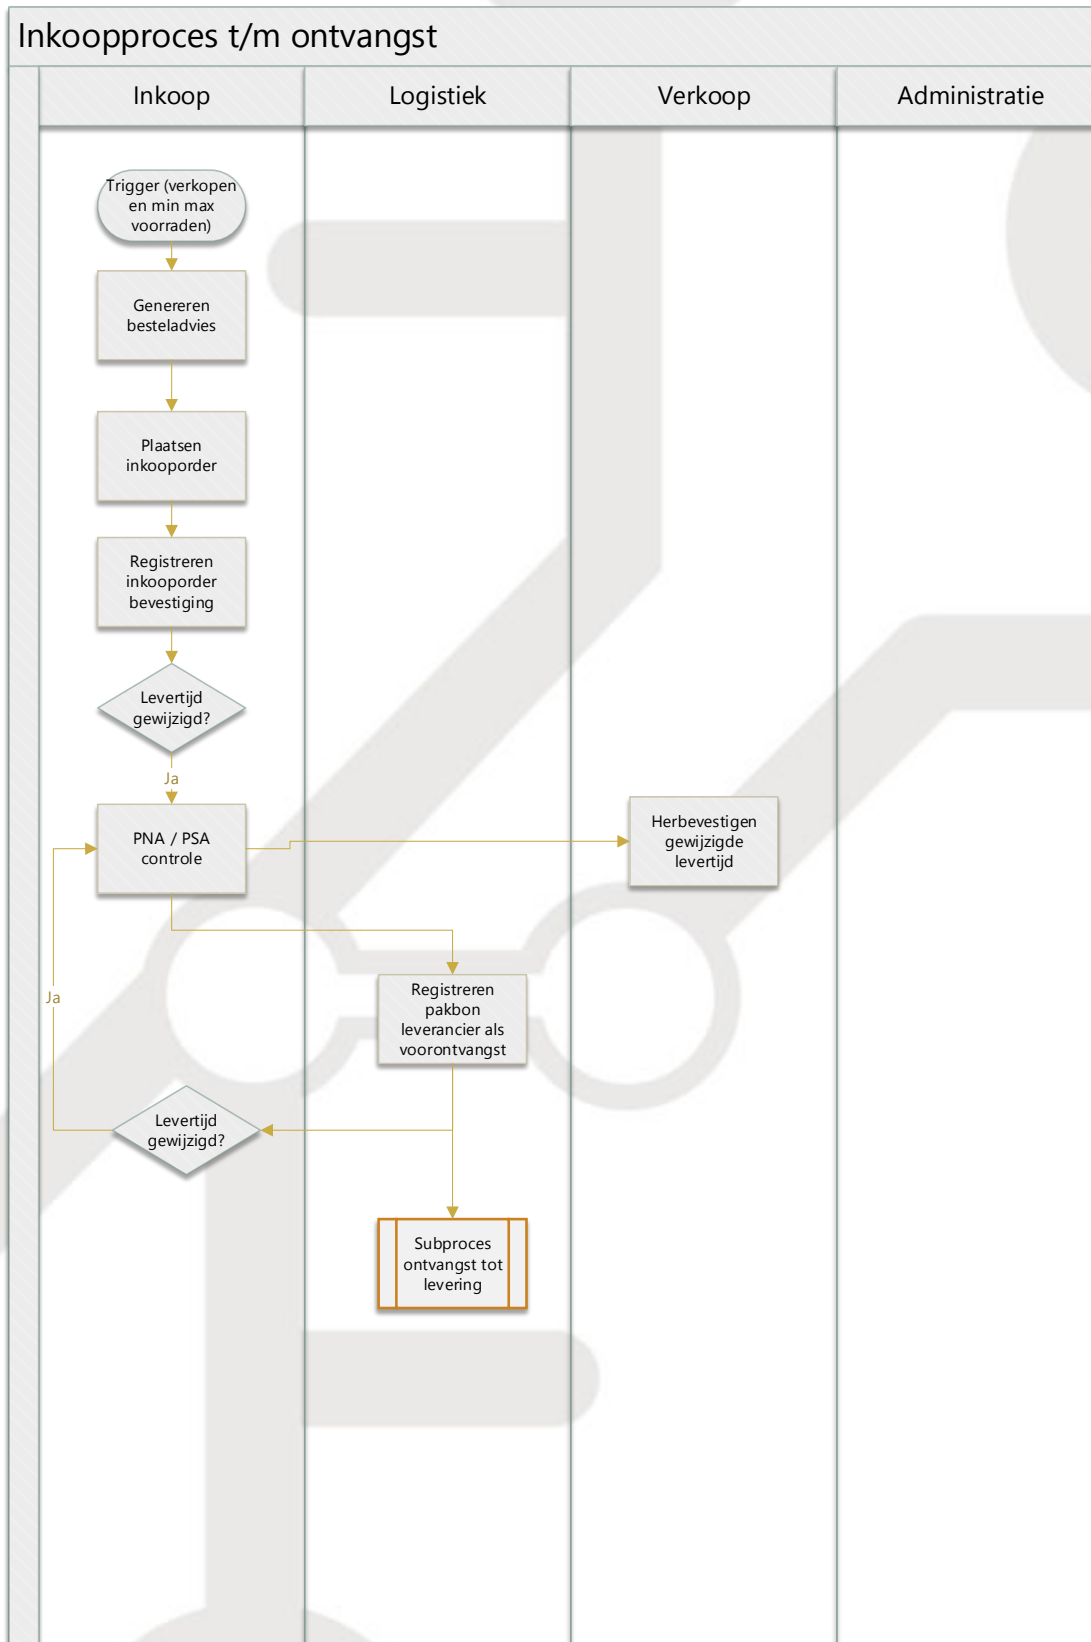 Inkoopproces t/m ontvangst
Inkoop
Logistiek
Verkoop
Administratie
Trigger (verkopen
en min max
voorraden)
Genereren
besteladvies
Plaatsen
inkooporder
Registreren
inkooporder
bevestiging
Levertijd
gewijzigd?
Ja
PNA / PSA
controle
Herbevestigen
gewijzigde
levertijd
Ja
Registreren
pakbon
leverancier als
voorontvangst
Levertijd
gewijzigd?
Subproces
ontvangst tot
levering